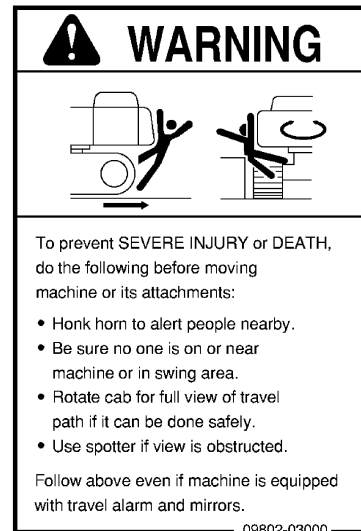 WARNING
To prevent SEVERE INJURY or DEATH,
do the following before moving
machine or its attachments:
• Honk horn to alert people nearby.
• Be sure no one is on or near
machine or in swing area.
• Rotate cab for full view of travel
path if it can be done safely.
• Use spotter if view is obstructed.
Follow above even if machine is equipped
with travel alarm and mirrors.
09802-03000